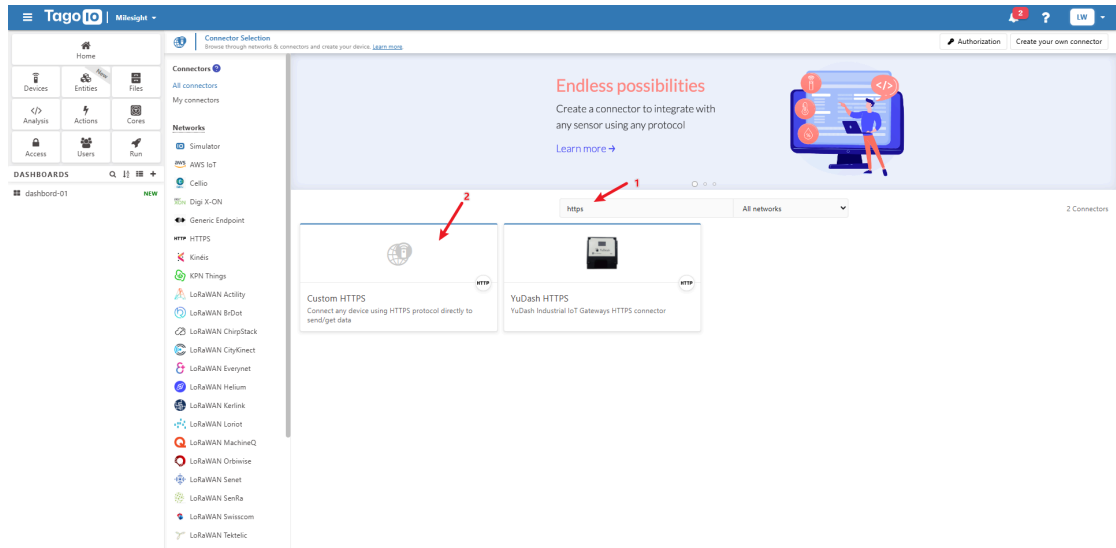 Tago IO | Milesight
2
?
LW
Home
Devices
Entities
New
Files
Analysis
Actions
Cores
Access
Users
Run
DASHBOARDS
dashbord-01
NEW
Connector Selection
Browse through networks & connectors and create your device. Learn more.
Authorization
Create your own connector
Connectors
All connectors
My connectors
Networks
Simulator
AWS IoT
Cellio
Digi X-ON
Generic Endpoint
HTTP HTTPS
Kinéis
KPN Things
LoRaWAN Actility
LoRaWAN BrDot
LoRaWAN ChirpStack
LoRaWAN CityKinect
LoRaWAN Everynet
LoRaWAN Helium
LoRaWAN Kerlink
LoRaWAN Loriot
LoRaWAN MachineQ
LoRaWAN Orbiwise
LoRaWAN Senet
LoRaWAN SenRa
LoRaWAN Swisscom
LoRaWAN Tektelic
Endless possibilities
Create a connector to integrate with
any sensor using any protocol
Learn more →
</>
1
2
https
All networks
2 Connectors
HTTP
Custom HTTPS
Connect any device using HTTPS protocol directly to
send/get data
HTTP
YuDash HTTPS
YuDash Industrial IoT Gateways HTTPS connector